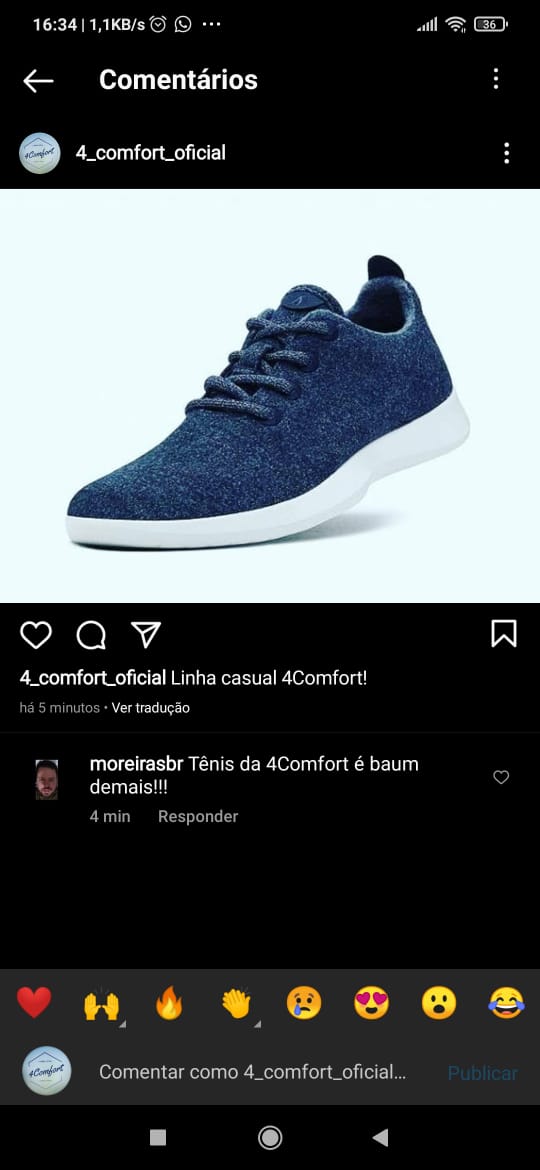 16:34 | 1,1KB/s ... 36
Comentários
4Comfort
4_comfort_oficial
4_comfort_oficial Linha casual 4Comfort!
há 5 minutos • Ver tradução
moreirasbr Tênis da 4Comfort é baum
demais!!!
4 min Responder
4Comfort
Comentar como 4_comfort_oficial... Publicar